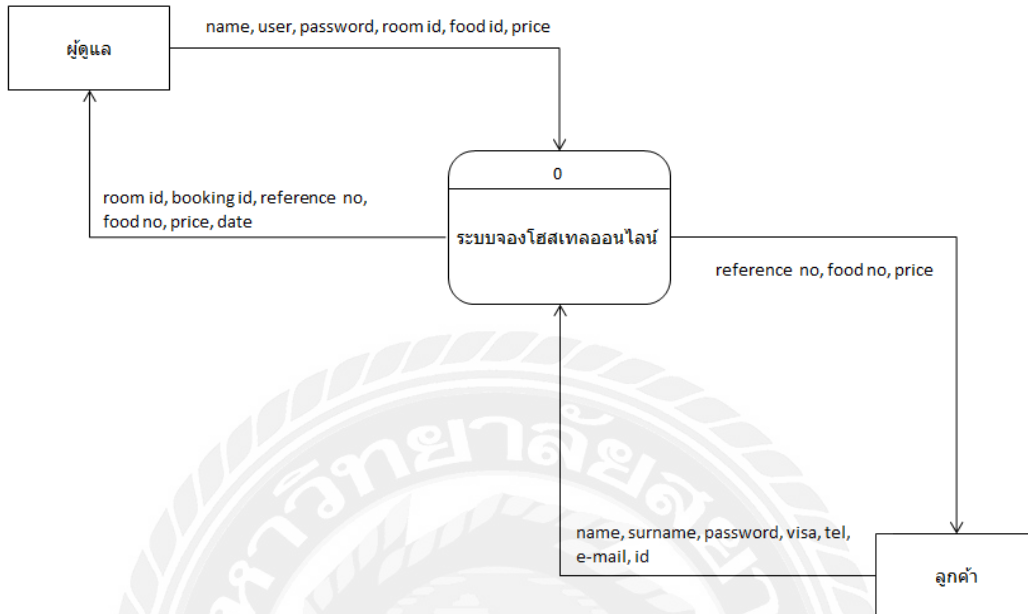 name, user, password, room id, food id, price
ผู้ดูแล
0
room id, booking id, reference no,
food no, price, date
ระบบจองโฮสเทลออนไลน์
reference no, food no, price
name, surname, password, visa, tel,
e-mail, id
ลูกค้า